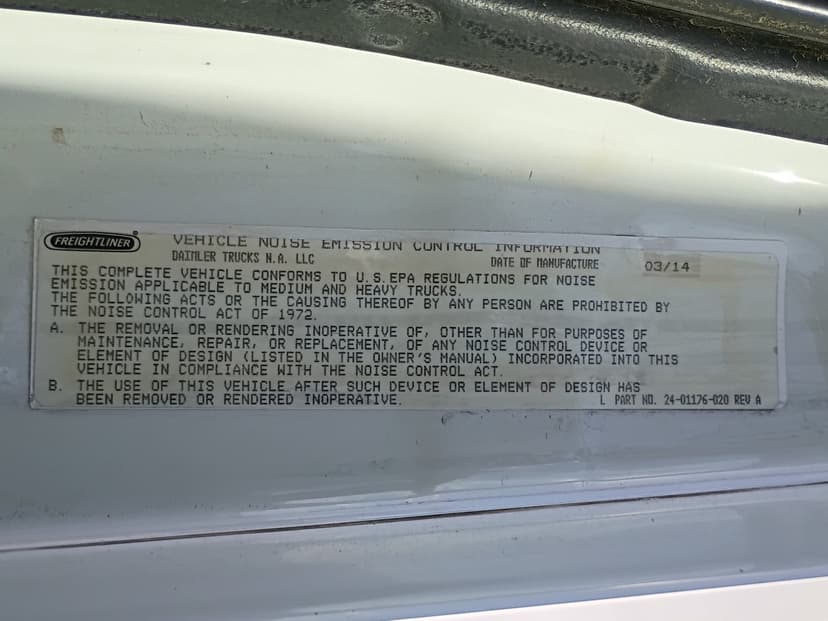 FREIGHTLINER
VEHICLE NOISE EMISSION CONTROL INFORMATION
DAIMLER TRUCKS N.A. LLC DATE OF MANUFACTURE 03/14
THIS COMPLETE VEHICLE CONFORMS TO U.S.EPA REGULATIONS FOR NOISE
EMISSION APPLICABLE TO MEDIUM AND HEAVY TRUCKS.
THE FOLLOWING ACTS OR THE CAUSING THEREOF BY ANY PERSON ARE PROHIBITED BY
THE NOISE CONTROL ACT OF 1972.
A. THE REMOVAL OR RENDERING INOPERATIVE OF, OTHER THAN FOR PURPOSES OF
MAINTENANCE, REPAIR, OR REPLACEMENT, OF ANY NOISE CONTROL DEVICE OR
ELEMENT OF DESIGN (LISTED IN THE OWNER'S MANUAL) INCORPORATED INTO THIS
VEHICLE IN COMPLIANCE WITH THE NOISE CONTROL ACT.
B. THE USE OF THIS VEHICLE AFTER SUCH DEVICE OR ELEMENT OF DESIGN HAS
BEEN REMOVED OR RENDERED INOPERATIVE. L PART NO. 24-01176-020 REV A